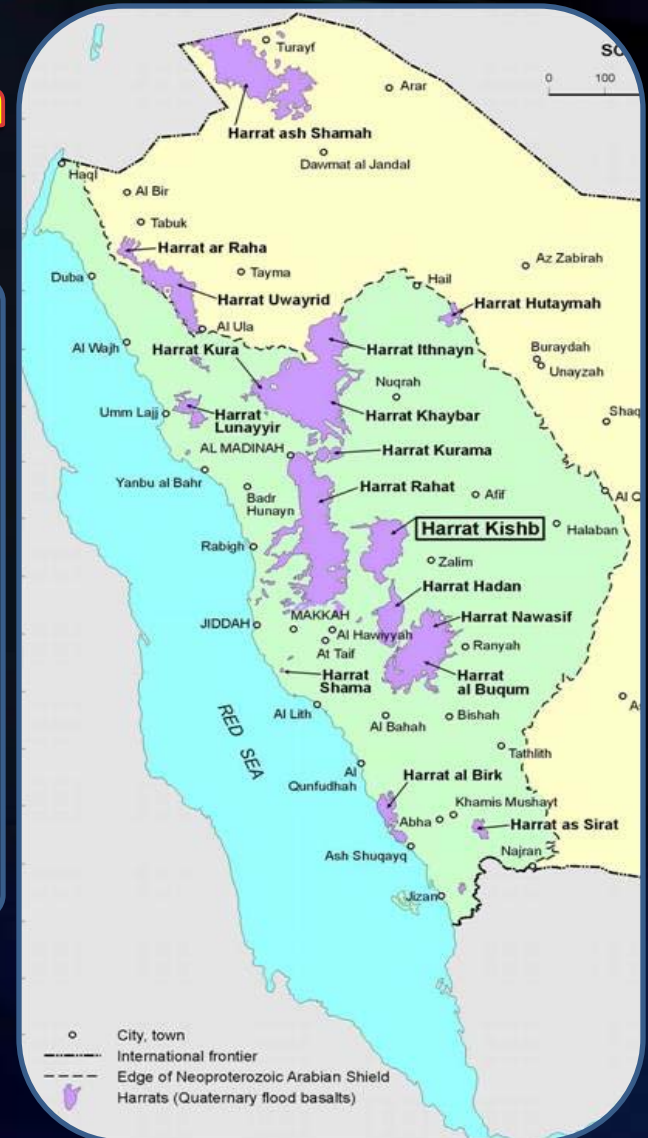 SC
0 100
Turayf
Arar
Harrat ash Shamah
Dawmat al Jandal
Haql
Al Bir
Tabuk
Harrat ar Raha
Az Zabirah
Tayma
Duba
Hail
Harrat Uwayrid
Harrat Hutaymah
Al Ula
Al Wajh
Harrat Kura
Harrat Ithnayn
Buraydah
Unayzah
Nuqrah
Umm Lajj
Harrat
Lunayyir
Harrat Khaybar
Shaq
AL MADINAH
Harrat Kurama
Yanbu al Bahr
Badr
Hunayn
Harrat Rahat
Afif
Al Q
Harrat Kishb
Halaban
Rabigh
Zalim
Harrat Hadan
JIDDAH
MAKKAH
Al Hawiyyah
Harrat Nawasif
At Taif
Ranyah
Harrat
Shama
Harrat
al Buqum
RED SEA
Al Lith
Al Bahah
Bishah
Tathlith
Al
Qunfudhah
Harrat al Birk
Khamis Mushayt
Abha
Harrat as Sirat
Ash Shuqayq
Najran
Jizan
City, town
International frontier
Edge of Neoproterozoic Arabian Shield
Harrats (Quaternary flood basalts)